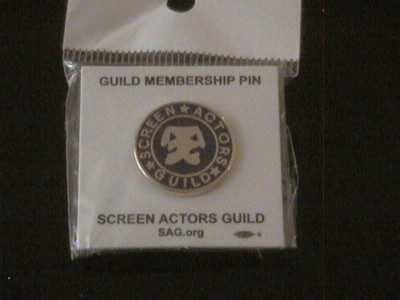 GUILD MEMBERSHIP PIN
SCREEN ACTORS
GUILD
SCREEN ACTORS GUILD
SAG.org